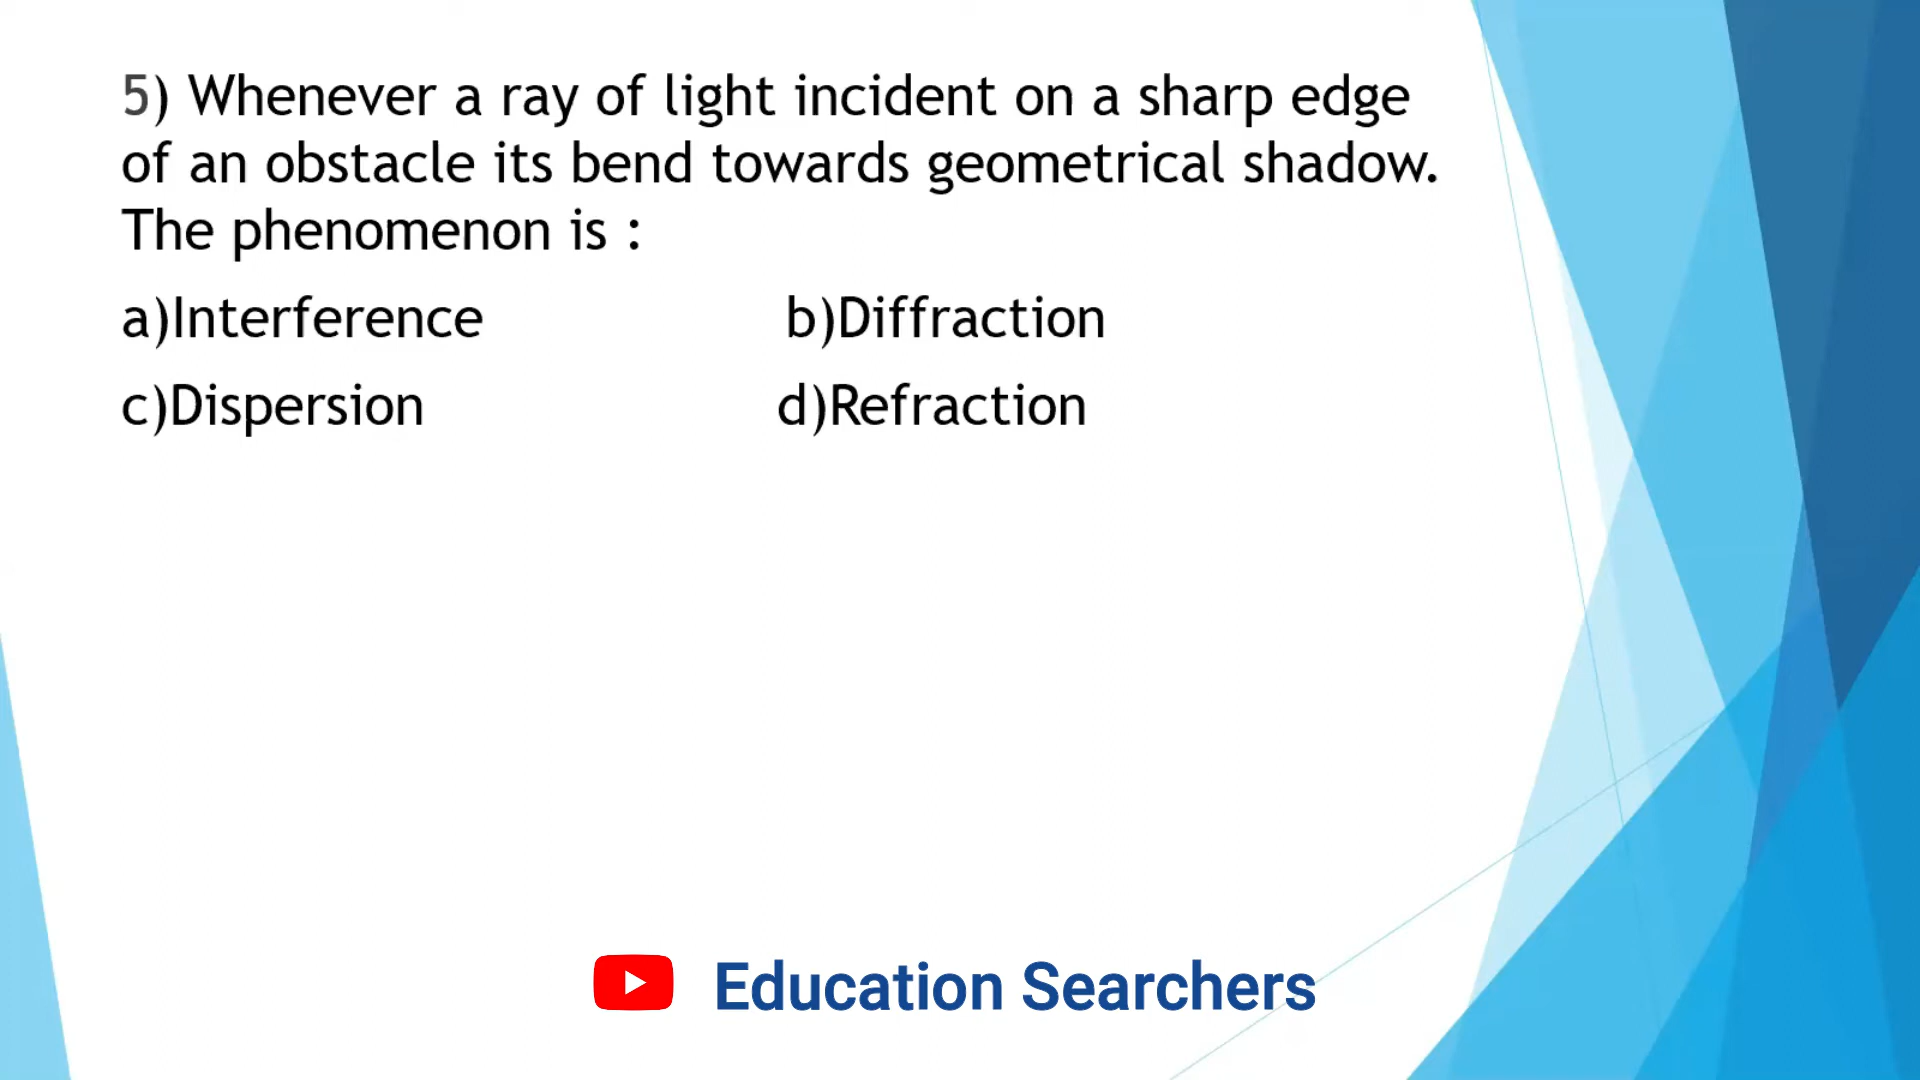 5) Whenever a ray of light incident on a sharp edge
of an obstacle its bend towards geometrical shadow.
The phenomenon is :
a)Interference b)Diffraction
c)Dispersion d)Refraction
Education Searchers